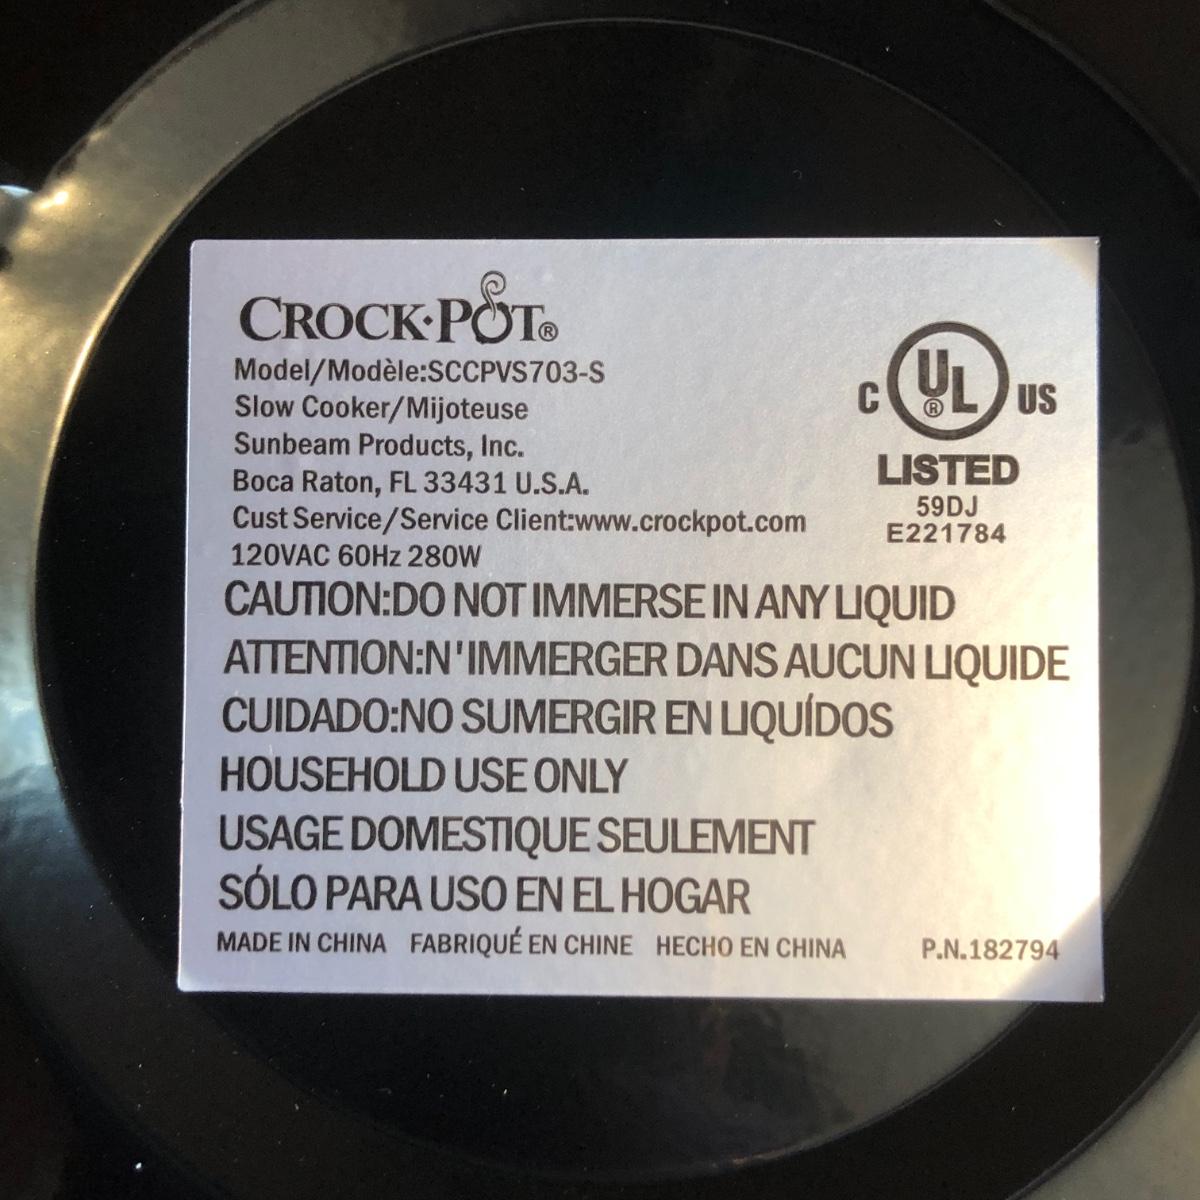 CROCK·POT®
Model/Modèle:SCCPVS703-S
Slow Cooker/Mijoteuse
Sunbeam Products, Inc.
Boca Raton, FL 33431 U.S.A.
Cust Service/Service Client:www.crockpot.com
120VAC 60Hz 280W
C UL® US
LISTED
59DJ
E221784
CAUTION:DO NOT IMMERSE IN ANY LIQUID
ATTENTION:N'IMMERGER DANS AUCUN LIQUIDE
CUIDADO:NO SUMERGIR EN LIQUÍDOS
HOUSEHOLD USE ONLY
USAGE DOMESTIQUE SEULEMENT
SÓLO PARA USO EN EL HOGAR
MADE IN CHINA FABRIQUÉ EN CHINE HECHO EN CHINA P.N.182794